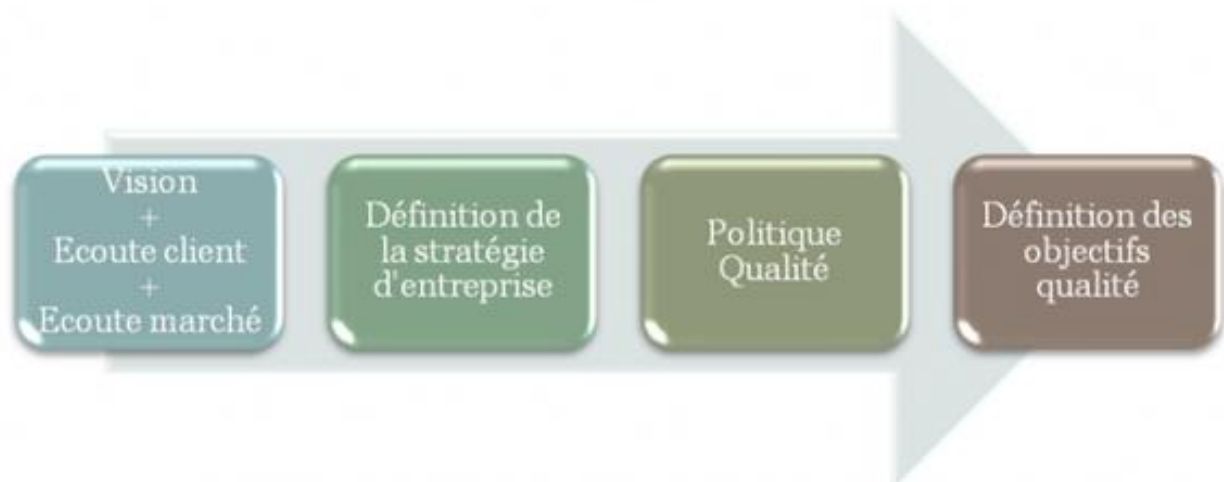 Vision
+
Ecoute client
+
Ecoute marché
Définition de
la stratégie
d'entreprise
Politique
Qualité
Définition des
objectifs
qualité